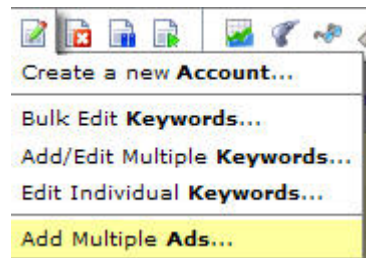 Create a new Account...
Bulk Edit Keywords...
Add/Edit Multiple Keywords...
Edit Individual Keywords...
Add Multiple Ads...